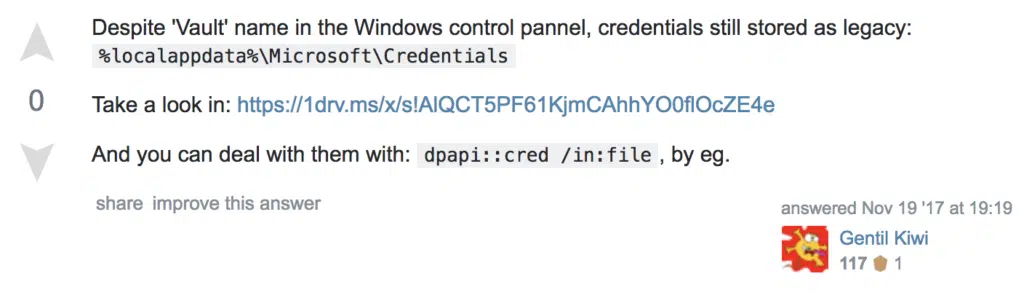 Despite 'Vault' name in the Windows control pannel, credentials still stored as legacy:
%localappdata%\Microsoft\Credentials
0
Take a look in: https://1drv.ms/x/s!AlQCT5PF61KjmCAhhYO0flOcZE4e
And you can deal with them with: dpapi::cred /in:file , by eg.
share improve this answer
answered Nov 19 '17 at 19:19
Gentil Kiwi
117 1